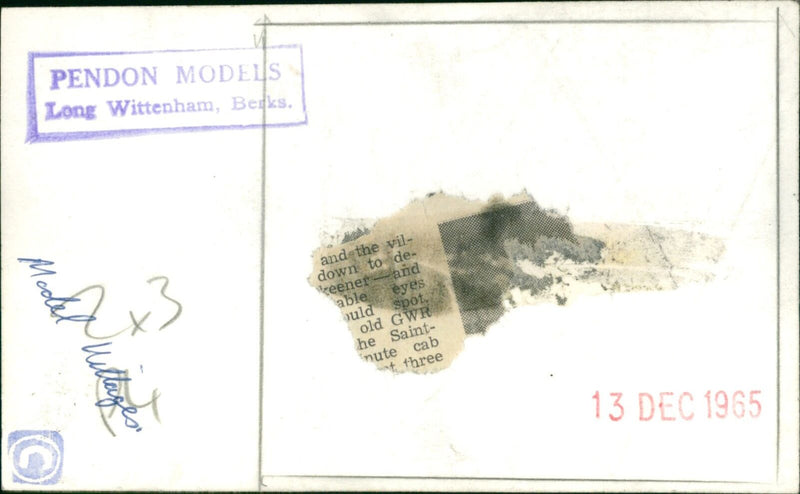 PENDON MODELS
Long Wittenham, Berks.
and the vil-
down to de-
keener—and
able eyes
ould spot,
old GWR
he Saint-
nute cab
t three
13 DEC 1965
Model Villages
2x3